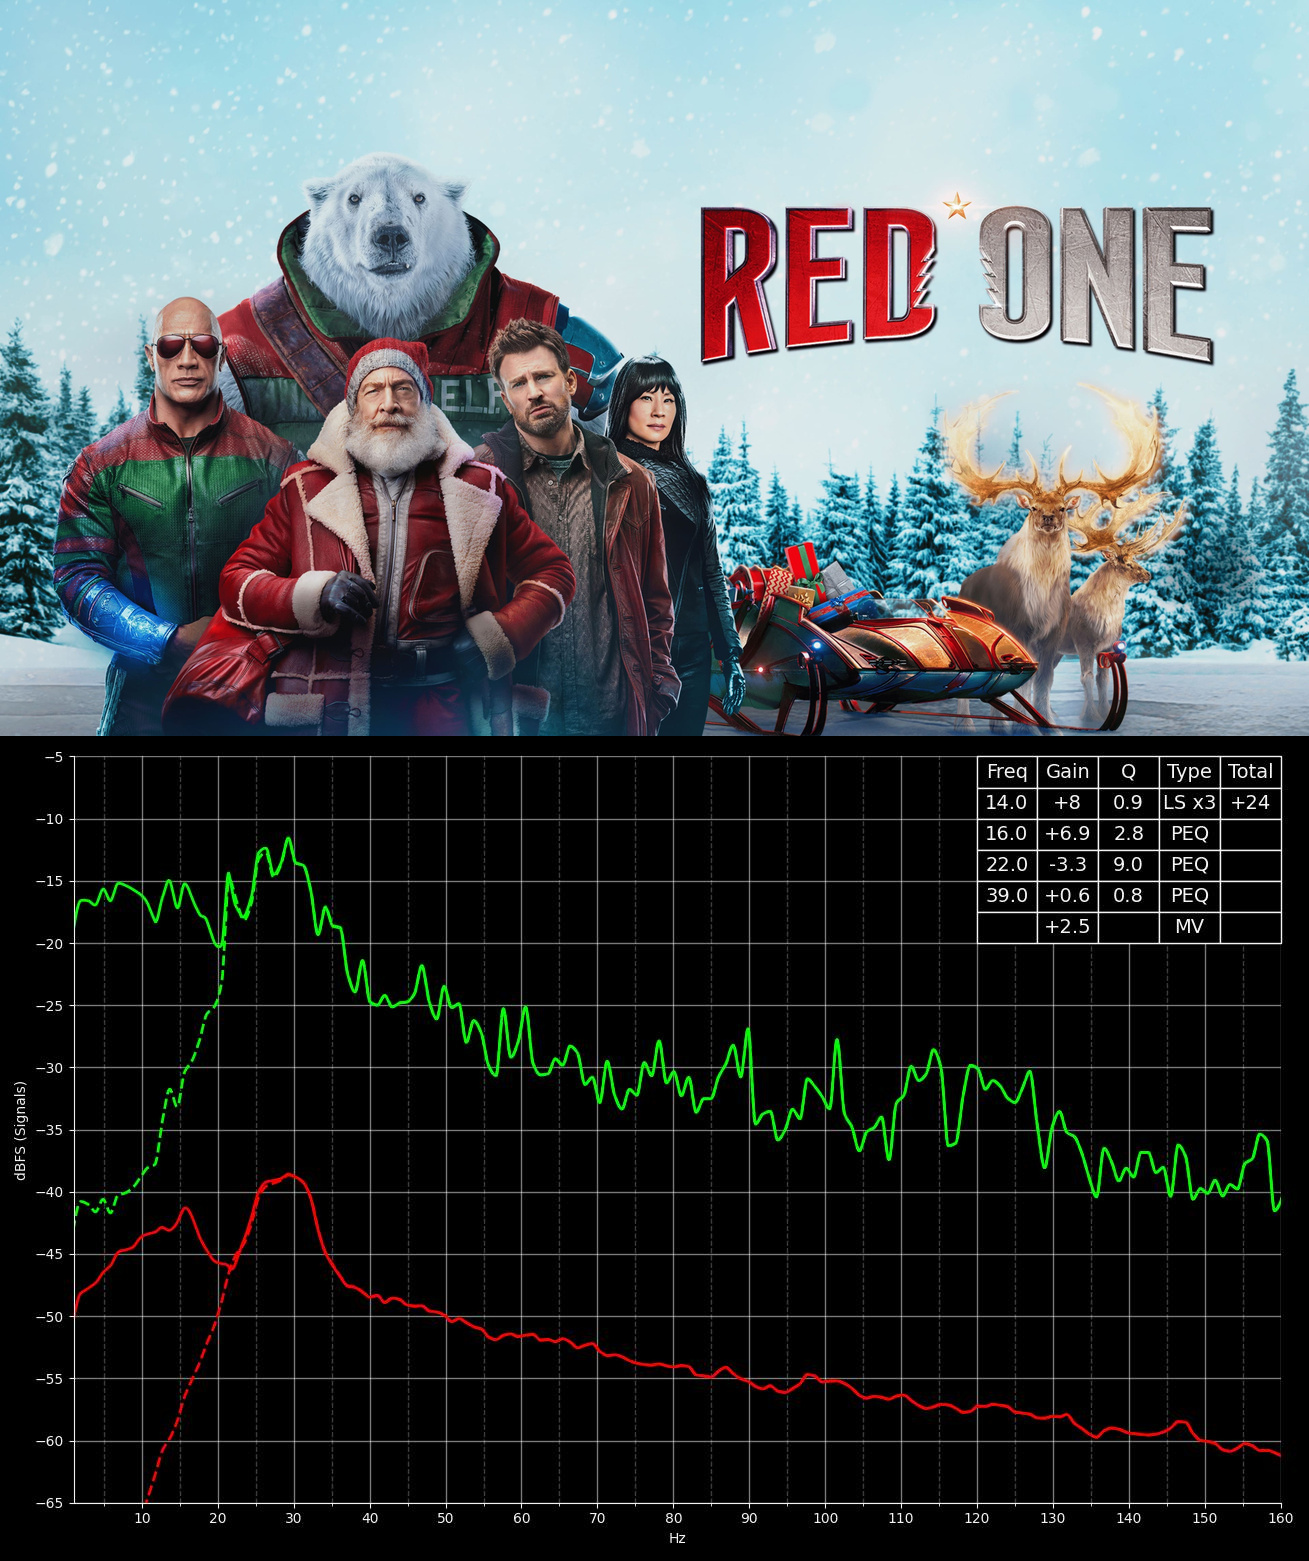 RED ONE
E.L.F
Freq Gain Q Type Total
14.0 +8 0.9 LS x3 +24
16.0 +6.9 2.8 PEQ
22.0 -3.3 9.0 PEQ
39.0 +0.6 0.8 PEQ
+2.5 MV
dBFS (Signals)
−5
−10
−15
−20
−25
−30
−35
−40
−45
−50
−55
−60
−65
10 20 30 40 50 60 70 80 90 100 110 120 130 140 150 160
Hz